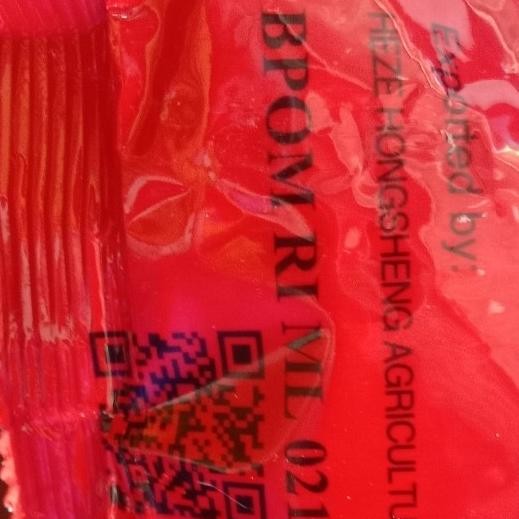 Exported by:
HEZE HONGSHENG AGRICULTU
BPOM RI ML 021